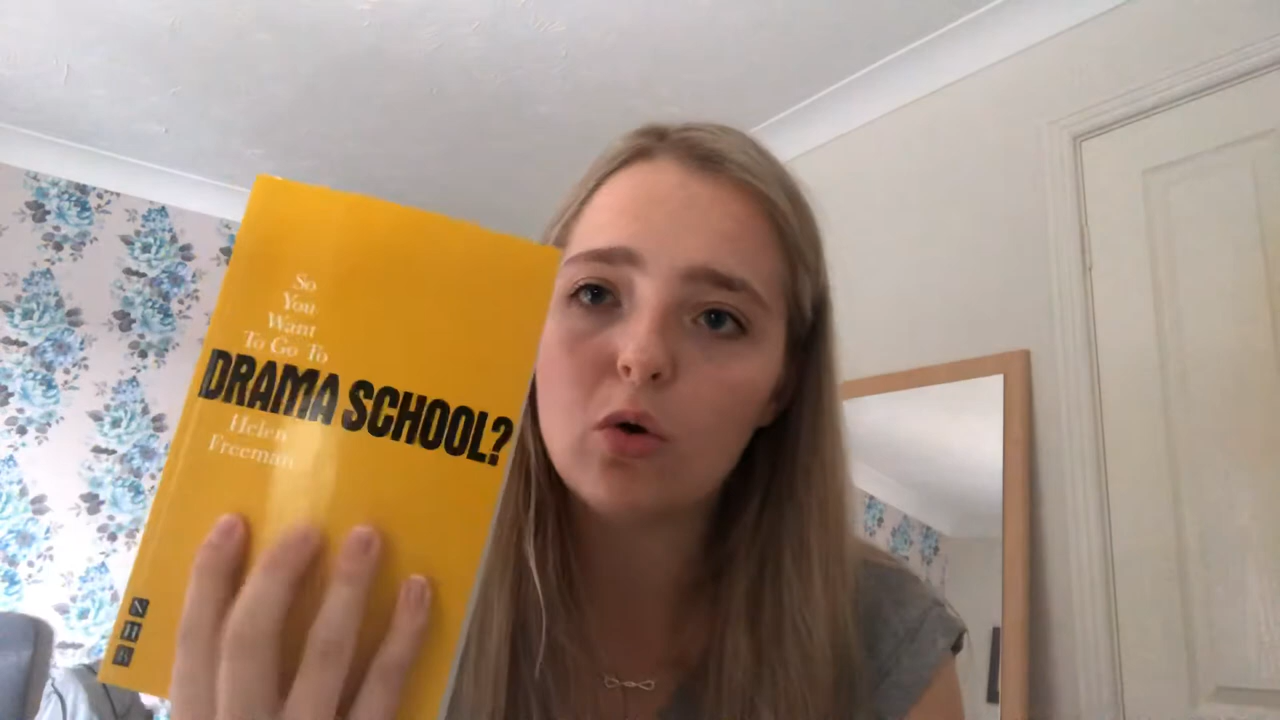 So
You
Want
To Go To
DRAMA SCHOOL?
Helen
Freeman
N
H
B